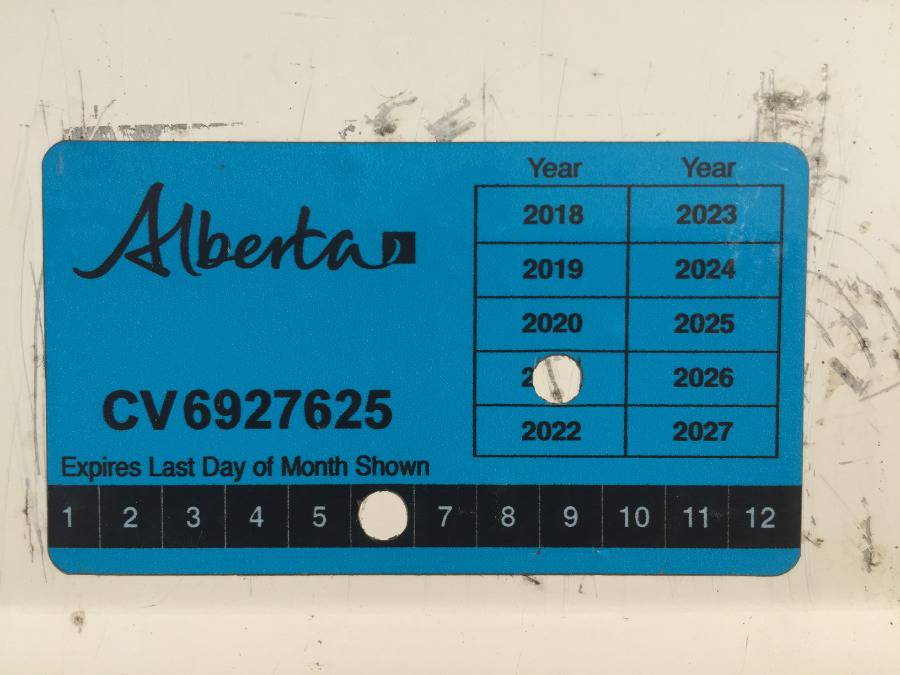 Alberta
Year Year
2018 2023
2019 2024
2020 2025
2026
2022 2027
CV6927625
Expires Last Day of Month Shown
1 2 3 4 5 7 8 9 10 11 12